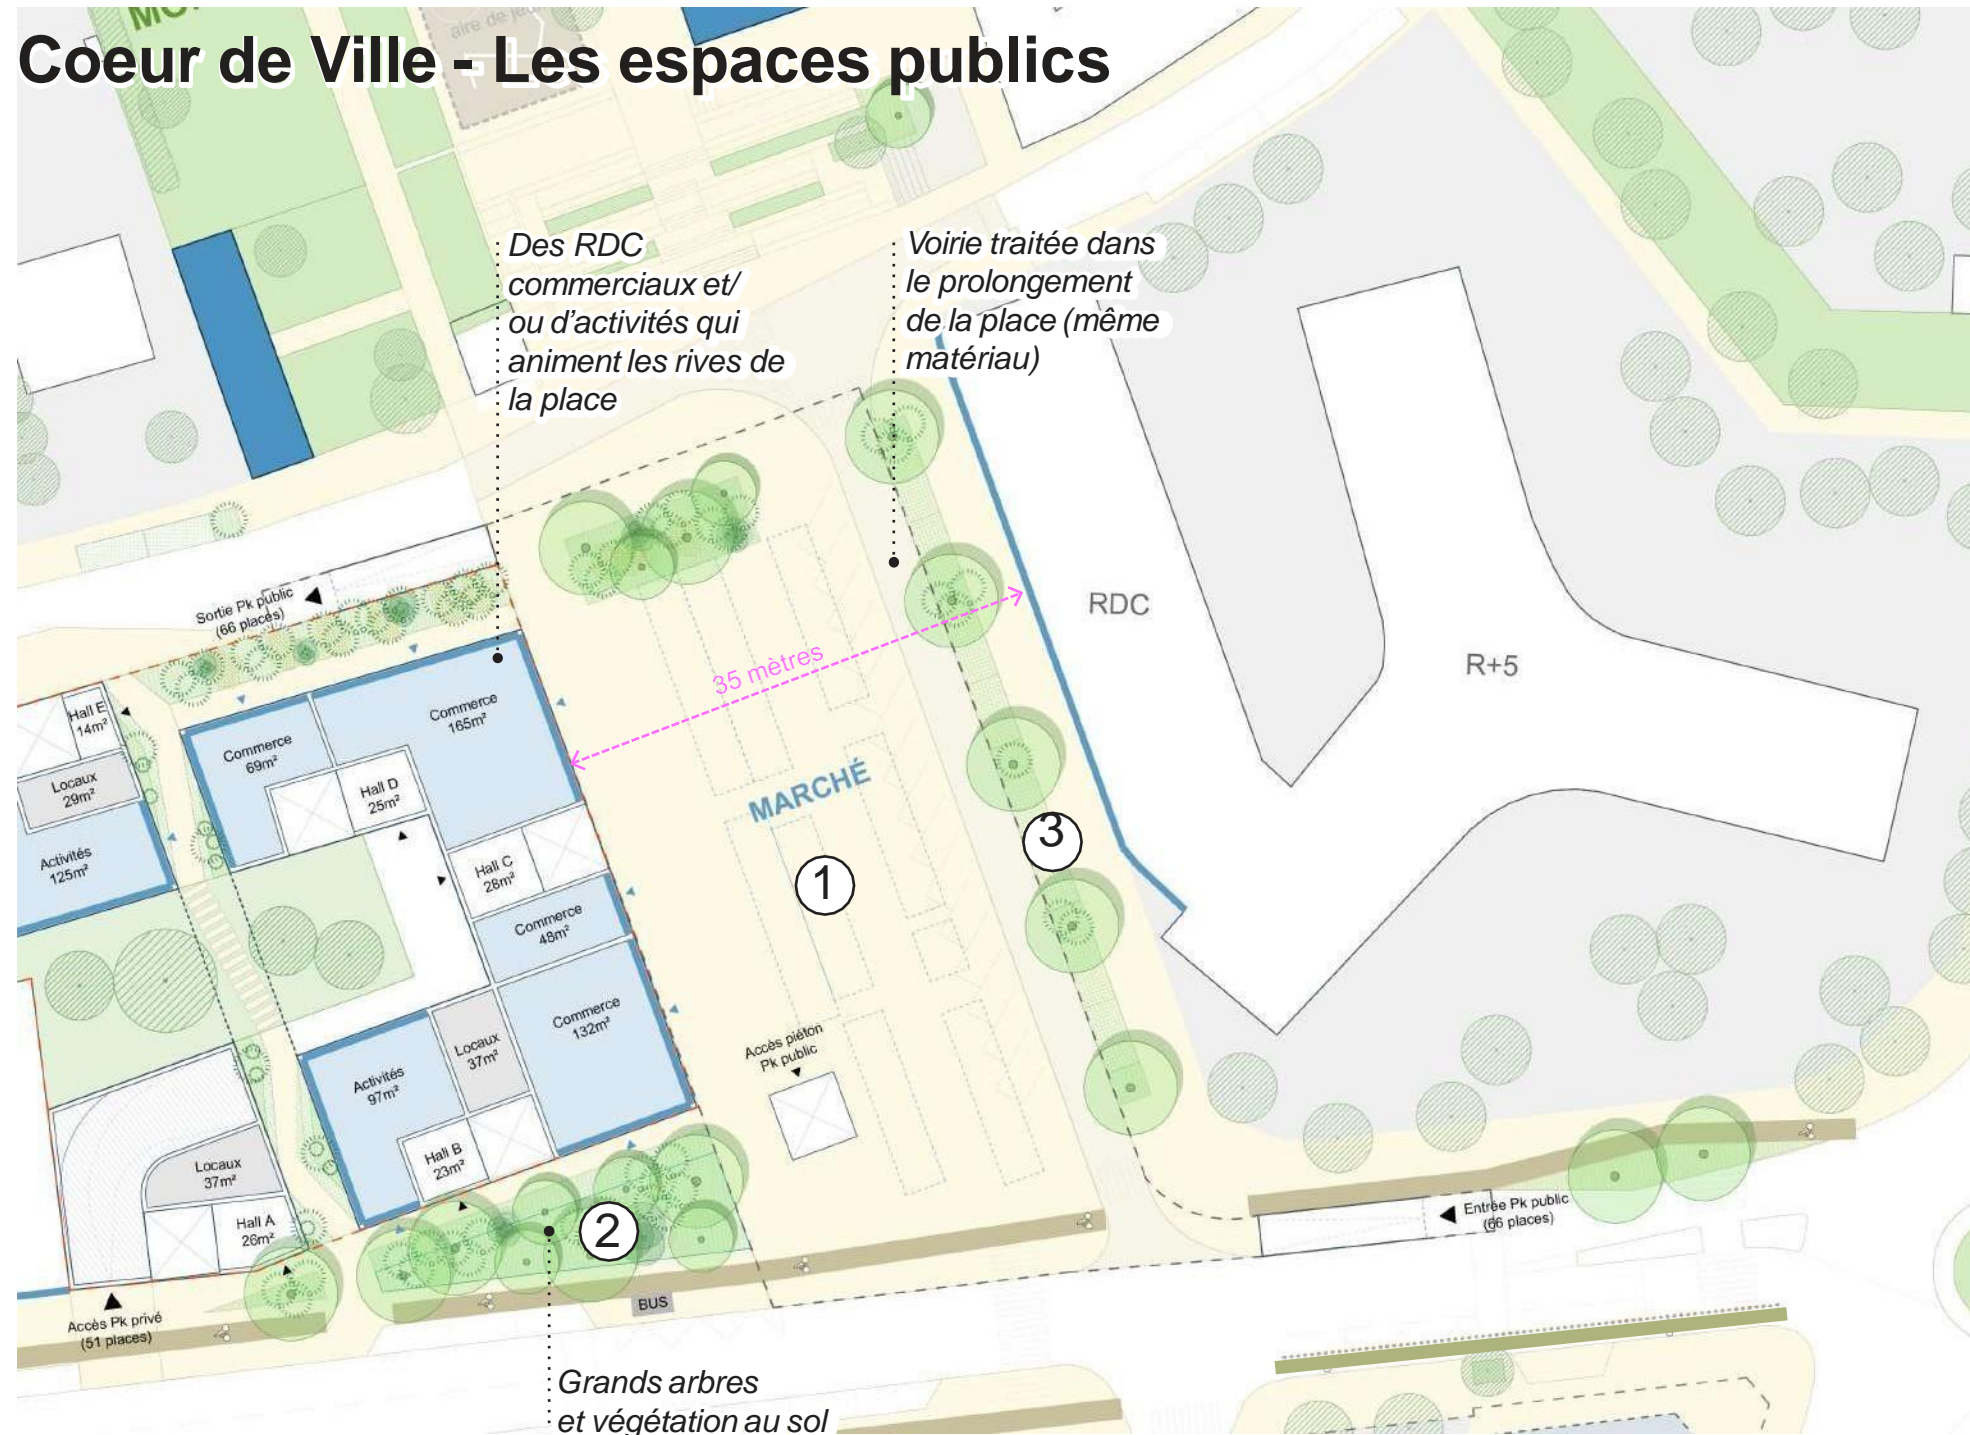 Coeur de Ville - Les espaces publics
aire de jeu
Des RDC
commerciaux et/
ou d'activités qui
animent les rives de
la place
Voirie traitée dans
le prolongement
de la place (même
matériau)
Sortie Pk public
(66 places)
RDC
R+5
35 mètres
Hall E
14m²
Commerce
165m²
Commerce
69m²
Locaux
29m²
Hall D
25m²
MARCHÉ
Activités
125m²
Hall C
28m²
1
3
Commerce
48m²
Commerce
132m²
Locaux
37m²
Accès piéton
Pk public
Activités
97m²
Hall B
23m²
Locaux
37m²
Hall A
26m²
2
Entrée Pk public
(66 places)
BUS
Accès Pk privé
(51 places)
Grands arbres
et végétation au sol